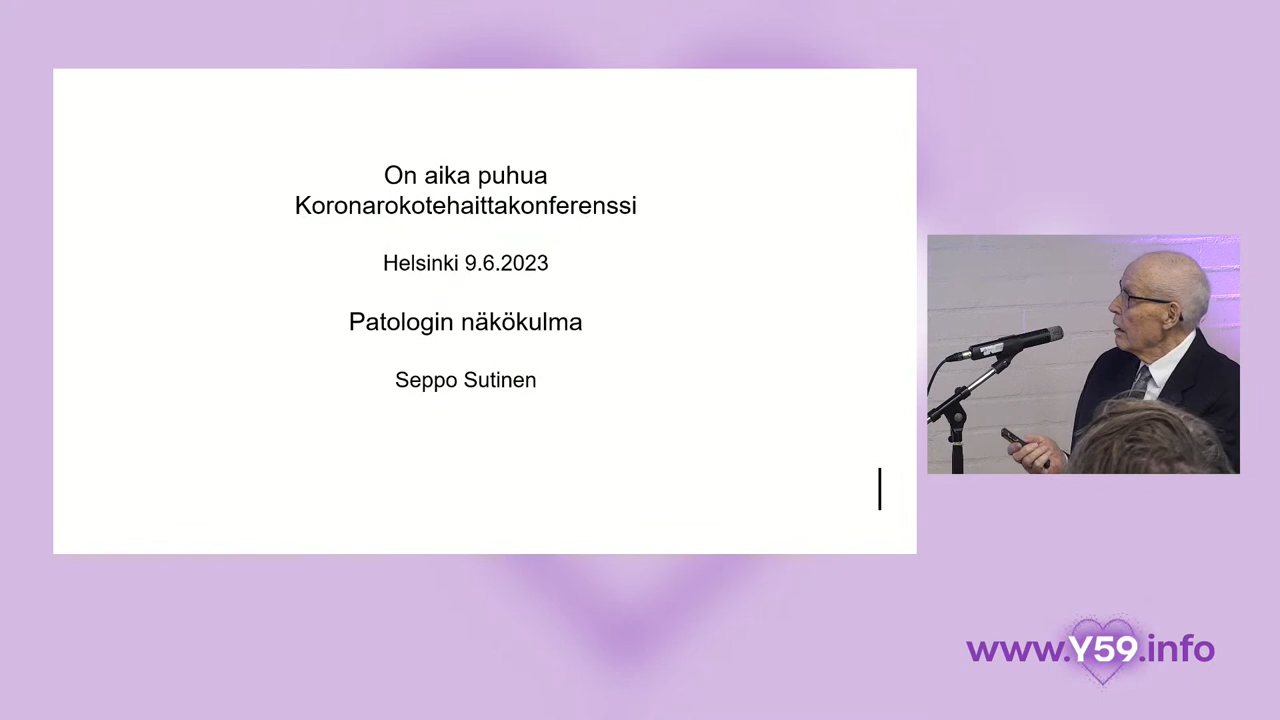 On aika puhua
Koronarokotehaittakonferenssi
Helsinki 9.6.2023
Patologin näkökulma
Seppo Sutinen
www.Y59.info